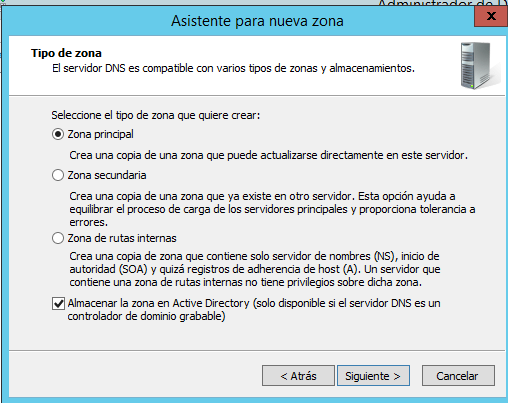 Administrador de D
Asistente para nueva zona
x
Tipo de zona
El servidor DNS es compatible con varios tipos de zonas y almacenamientos.
Seleccione el tipo de zona que quiere crear:
Zona principal
Crea una copia de una zona que puede actualizarse directamente en este servidor.
Zona secundaria
Crea una copia de una zona que ya existe en otro servidor. Esta opción ayuda a
equilibrar el proceso de carga de los servidores principales y proporciona tolerancia a
errores.
Zona de rutas internas
Crea una copia de zona que contiene solo servidor de nombres (NS), inicio de
autoridad (SOA) y quizá registros de adherencia de host (A). Un servidor que
contiene una zona de rutas internas no tiene privilegios sobre dicha zona.
Almacenar la zona en Active Directory (solo disponible si el servidor DNS es un
controlador de dominio grabable)
< Atrás Siguiente > Cancelar